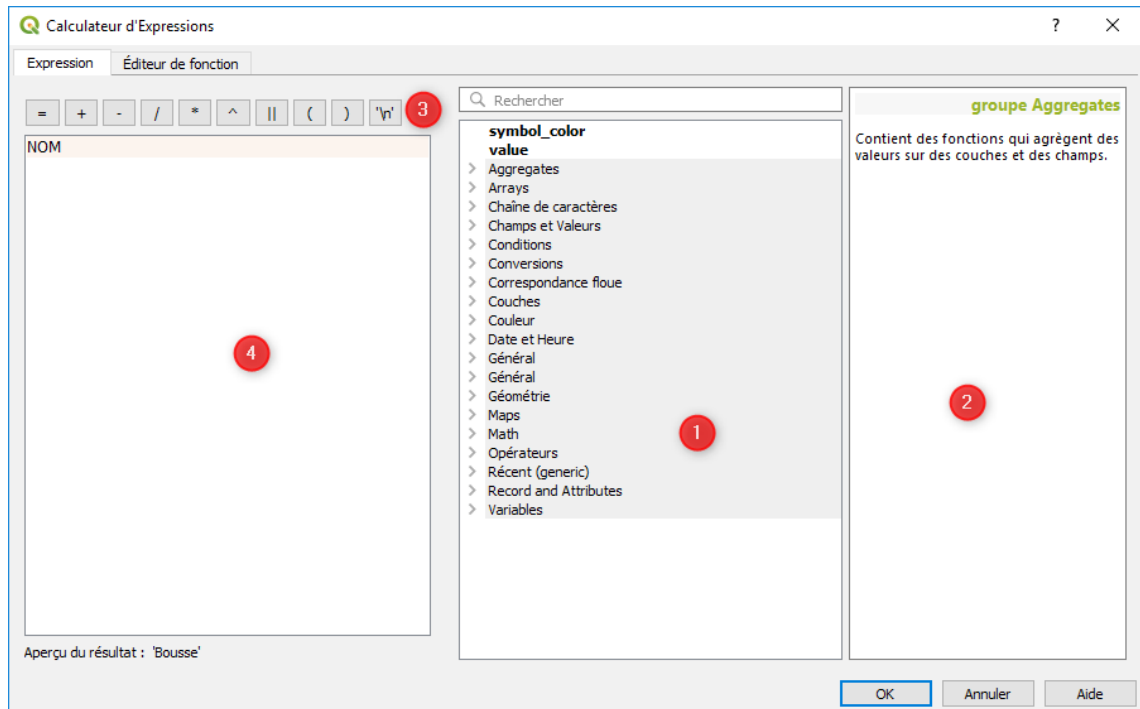 Calculateur d'Expressions
Expression Éditeur de fonction
= + - / * ^ || ( ) '\n' 3
NOM
4
Aperçu du résultat : 'Bousse'
Rechercher
symbol_color
value
Aggregates
Arrays
Chaîne de caractères
Champs et Valeurs
Conditions
Conversions
Correspondance floue
Couches
Couleur
Date et Heure
Général
Général
Géométrie
Maps
Math
Opérateurs
Récent (generic)
Record and Attributes
Variables
1
groupe Aggregates
Contient des fonctions qui agrègent des
valeurs sur des couches et des champs.
2
OK Annuler Aide